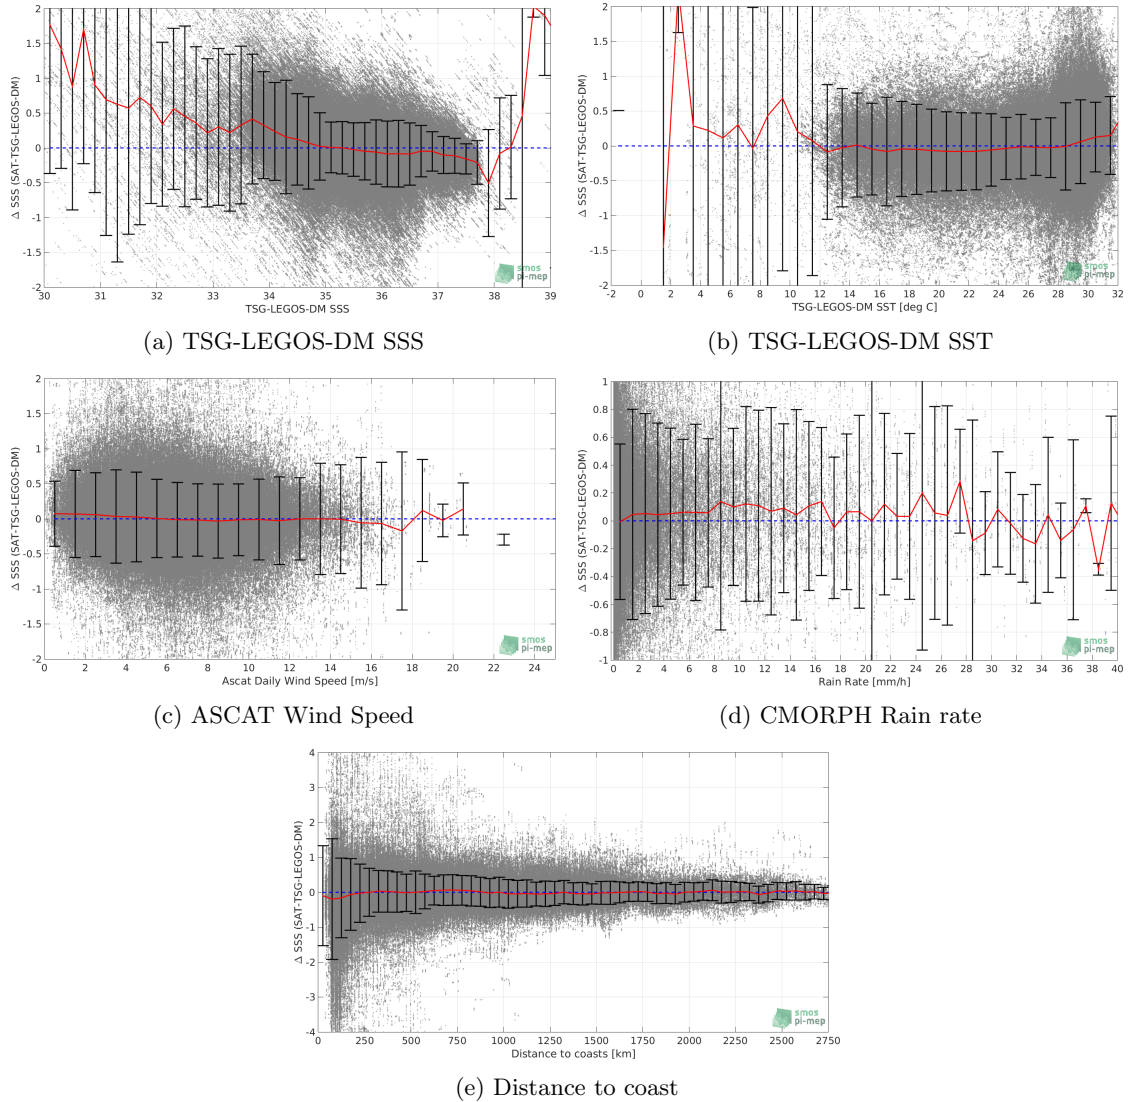 2
1.5
1
0.5
0
-0.5
-1
-1.5
-2
Δ SSS (SAT-TSG-LEGOS-DM)
30 31 32 33 34 35 36 37 38 39
TSG-LEGOS-DM SSS
smos
pi-mep
(a) TSG-LEGOS-DM SSS
2
1.5
1
0.5
0
-0.5
-1
-1.5
-2
Δ SSS (SAT-TSG-LEGOS-DM)
-2 0 2 4 6 8 10 12 14 16 18 20 22 24 26 28 30 32
TSG-LEGOS-DM SST [deg C]
smos
pi-mep
(b) TSG-LEGOS-DM SST
2
1.5
1
0.5
0
-0.5
-1
-1.5
-2
Δ SSS (SAT-TSG-LEGOS-DM)
0 2 4 6 8 10 12 14 16 18 20 22 24
Ascat Daily Wind Speed [m/s]
smos
pi-mep
(c) ASCAT Wind Speed
1
0.8
0.6
0.4
0.2
0
-0.2
-0.4
-0.6
-0.8
-1
Δ SSS (SAT-TSG-LEGOS-DM)
0 2 4 6 8 10 12 14 16 18 20 22 24 26 28 30 32 34 36 38 40
Rain Rate [mm/h]
smos
pi-mep
(d) CMORPH Rain rate
4
3
2
1
0
-1
-2
-3
-4
Δ SSS (SAT-TSG-LEGOS-DM)
0 250 500 750 1000 1250 1500 1750 2000 2250 2500 2750
Distance to coasts [km]
smos
pi-mep
(e) Distance to coast